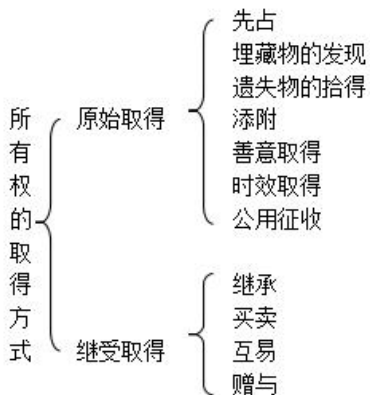 所有权的取得方式
原始取得
先占
埋藏物的发现
遗失物的拾得
添附
善意取得
时效取得
公用征收
继受取得
继承
买卖
互易
赠与